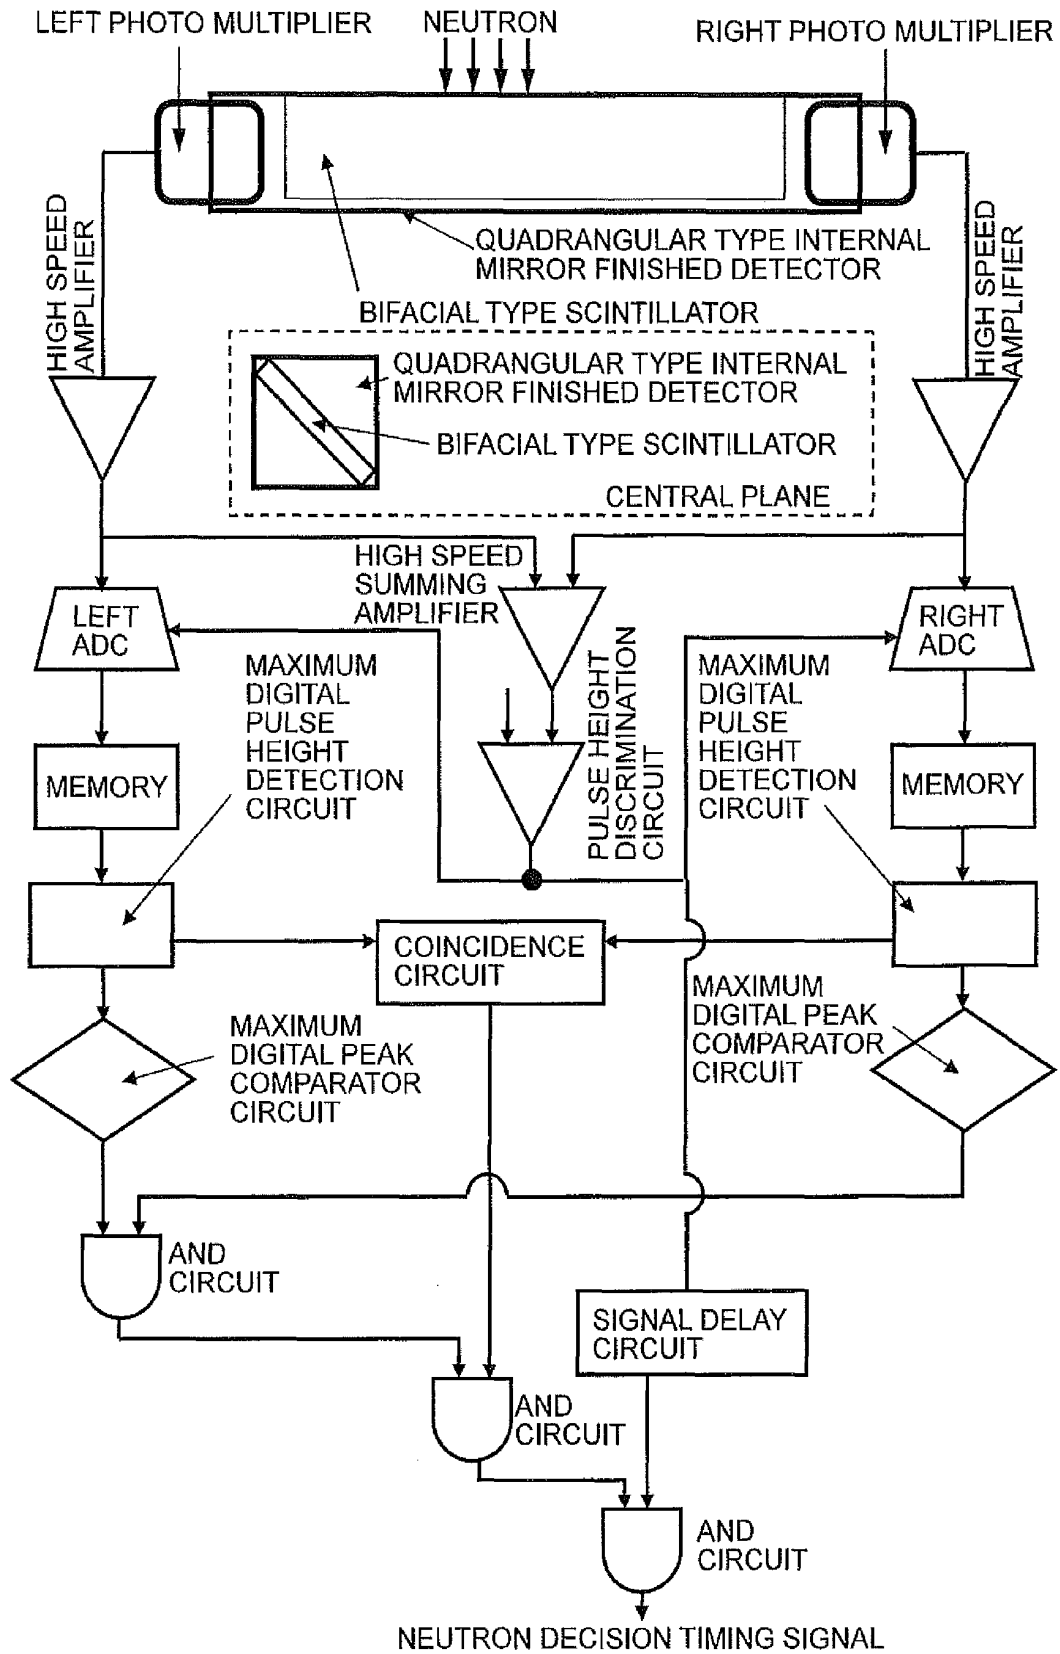 LEFT PHOTO MULTIPLIER
NEUTRON
RIGHT PHOTO MULTIPLIER
HIGH SPEED
AMPLIFIER
QUADRANGULAR TYPE INTERNAL
MIRROR FINISHED DETECTOR
BIFACIAL TYPE SCINTILLATOR
HIGH SPEED
AMPLIFIER
QUADRANGULAR TYPE INTERNAL
MIRROR FINISHED DETECTOR
BIFACIAL TYPE SCINTILLATOR
CENTRAL PLANE
HIGH SPEED
SUMMING
AMPLIFIER
LEFT
ADC
RIGHT
ADC
MAXIMUM
DIGITAL
PULSE
HEIGHT
DETECTION
CIRCUIT
PULSE HEIGHT
DISCRIMINATION
CIRCUIT
MAXIMUM
DIGITAL
PULSE
HEIGHT
DETECTION
CIRCUIT
MEMORY
MEMORY
COINCIDENCE
CIRCUIT
MAXIMUM
DIGITAL PEAK
COMPARATOR
CIRCUIT
MAXIMUM
DIGITAL PEAK
COMPARATOR
CIRCUIT
AND
CIRCUIT
SIGNAL DELAY
CIRCUIT
AND
CIRCUIT
AND
CIRCUIT
NEUTRON DECISION TIMING SIGNAL